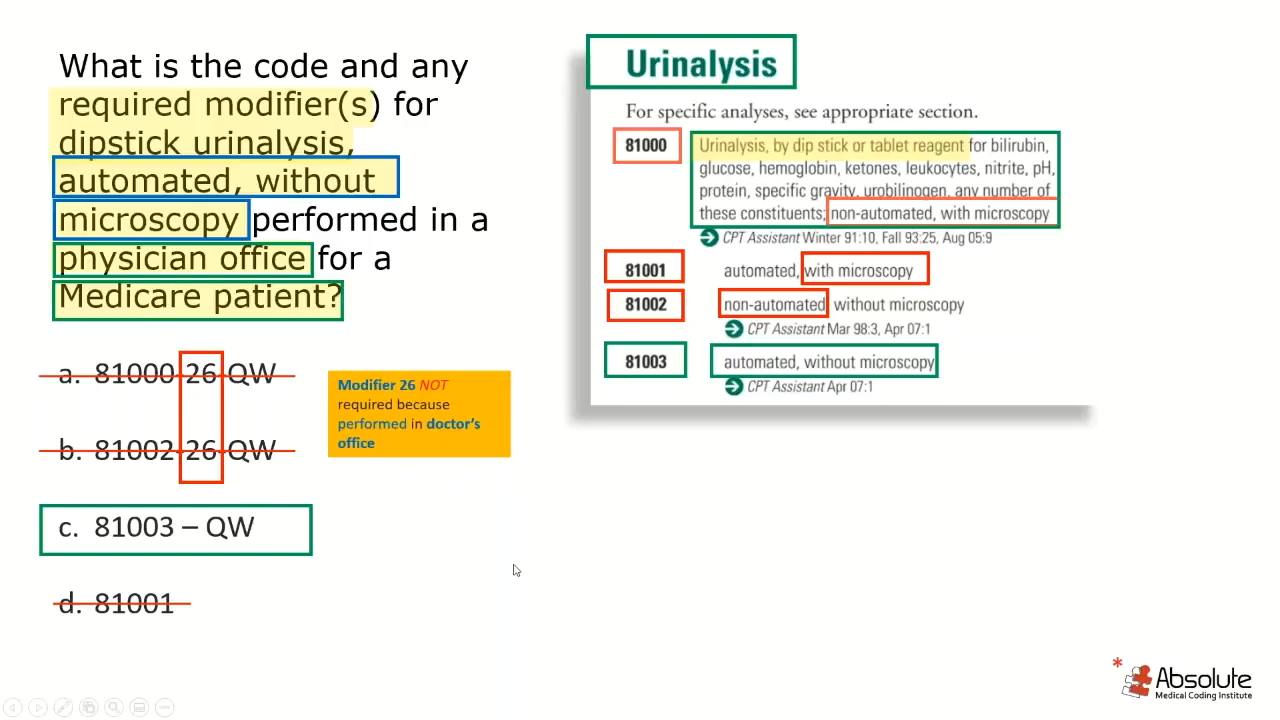 What is the code and any
required modifier(s) for
dipstick urinalysis,
automated, without
microscopy performed in a
physician office for a
Medicare patient?
a. 81000-26-QW
b. 81002-26-QW
c. 81003 – QW
d. 81001
Modifier 26 NOT
required because
performed in doctor's
office
Urinalysis
For specific analyses, see appropriate section.
81000 Urinalysis, by dip stick or tablet reagent for bilirubin,
glucose, hemoglobin, ketones, leukocytes, nitrite, pH,
protein, specific gravity, urobilinogen, any number of
these constituents; non-automated, with microscopy
CPT Assistant Winter 91:10, Fall 93:25, Aug 05:9
81001 automated, with microscopy
81002 non-automated, without microscopy
CPT Assistant Mar 98:3, Apr 07:1
81003 automated, without microscopy
CPT Assistant Apr 07:1
* Absolute
Medical Coding Institute